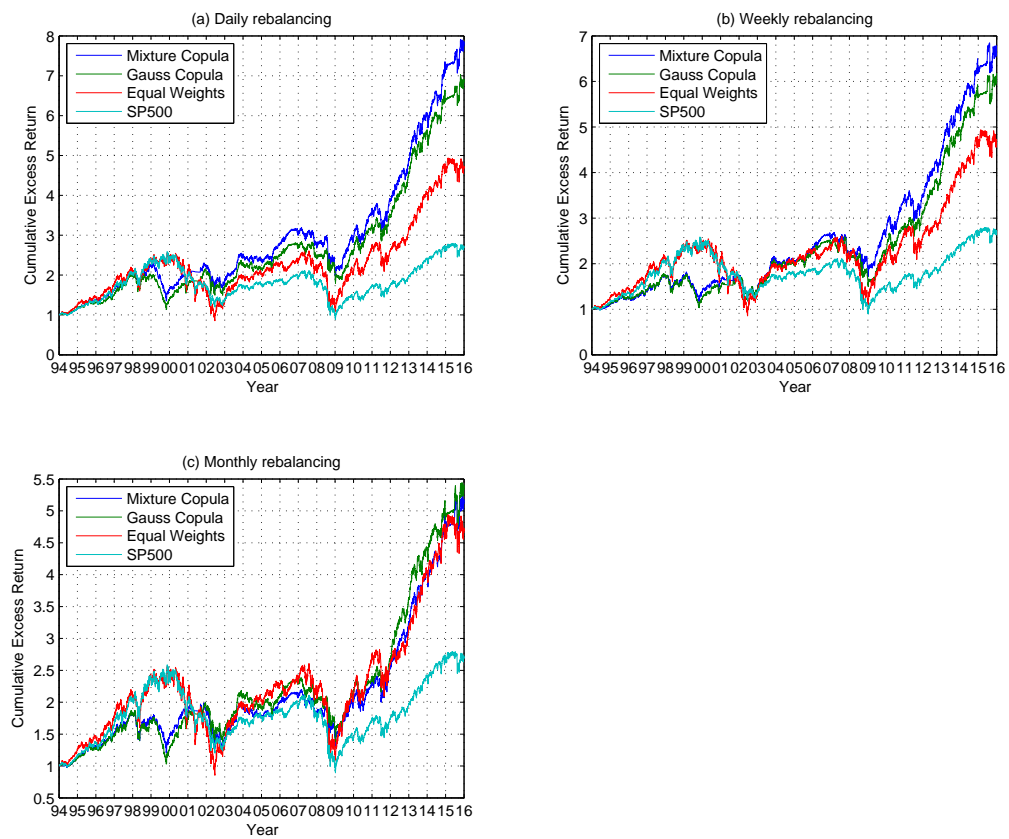 (a) Daily rebalancing
8
7
6
5
4
3
2
1
0
Cumulative Excess Return
Mixture Copula
Gauss Copula
Equal Weights
SP500
94 95 96 97 98 99 00 01 02 03 04 05 06 07 08 09 10 11 12 13 14 15 16
Year
(b) Weekly rebalancing
7
6
5
4
3
2
1
0
Cumulative Excess Return
Mixture Copula
Gauss Copula
Equal Weights
SP500
94 95 96 97 98 99 00 01 02 03 04 05 06 07 08 09 10 11 12 13 14 15 16
Year
(c) Monthly rebalancing
5.5
5
4.5
4
3.5
3
2.5
2
1.5
1
0.5
Cumulative Excess Return
Mixture Copula
Gauss Copula
Equal Weights
SP500
94 95 96 97 98 99 00 01 02 03 04 05 06 07 08 09 10 11 12 13 14 15 16
Year